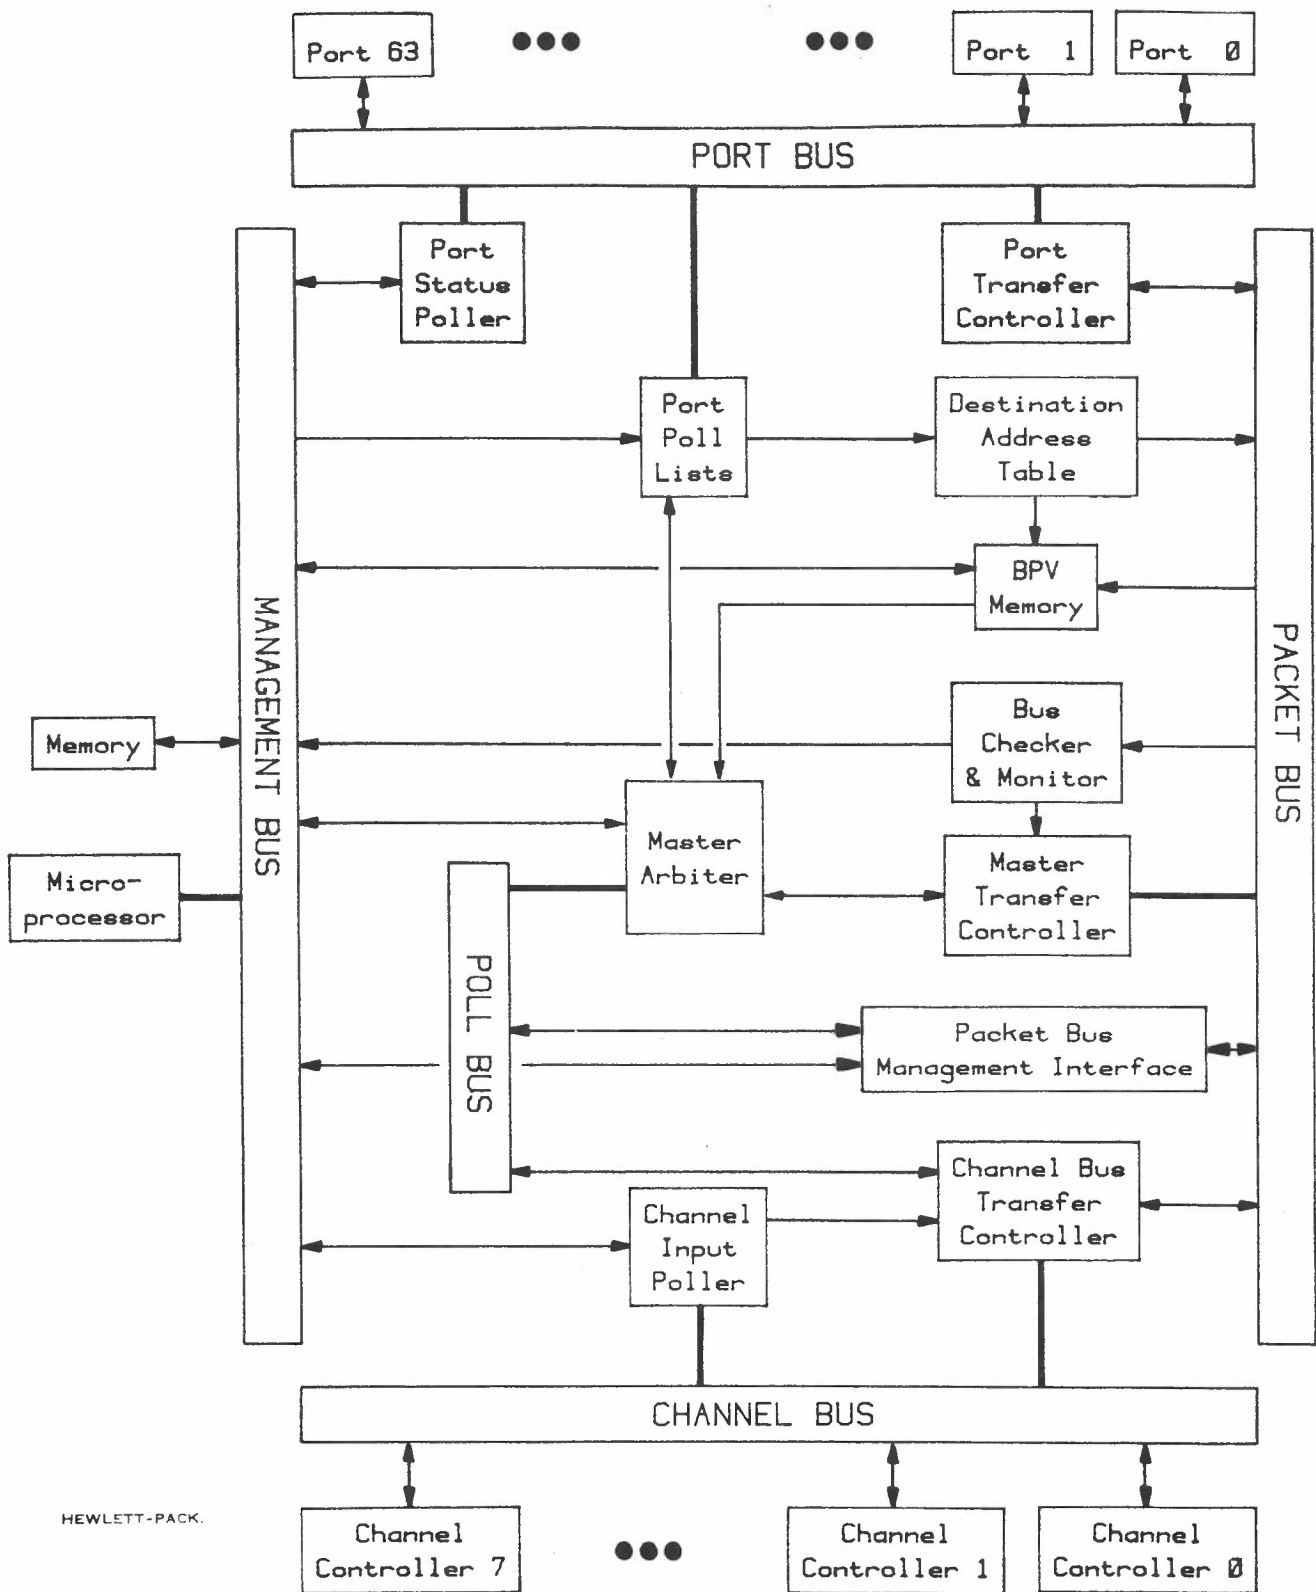 Port 63
Port 1
Port 0
PORT BUS
Port
Status
Poller
Port
Transfer
Controller
Port
Poll
Lists
Destination
Address
Table
BPV
Memory
MANAGEMENT BUS
PACKET BUS
Bus
Checker
& Monitor
Memory
Master
Arbiter
Master
Transfer
Controller
Micro-
processor
POLL BUS
Packet Bus
Management Interface
Channel Bus
Transfer
Controller
Channel
Input
Poller
CHANNEL BUS
HEWLETT-PACK.
Channel
Controller 7
Channel
Controller 1
Channel
Controller 0